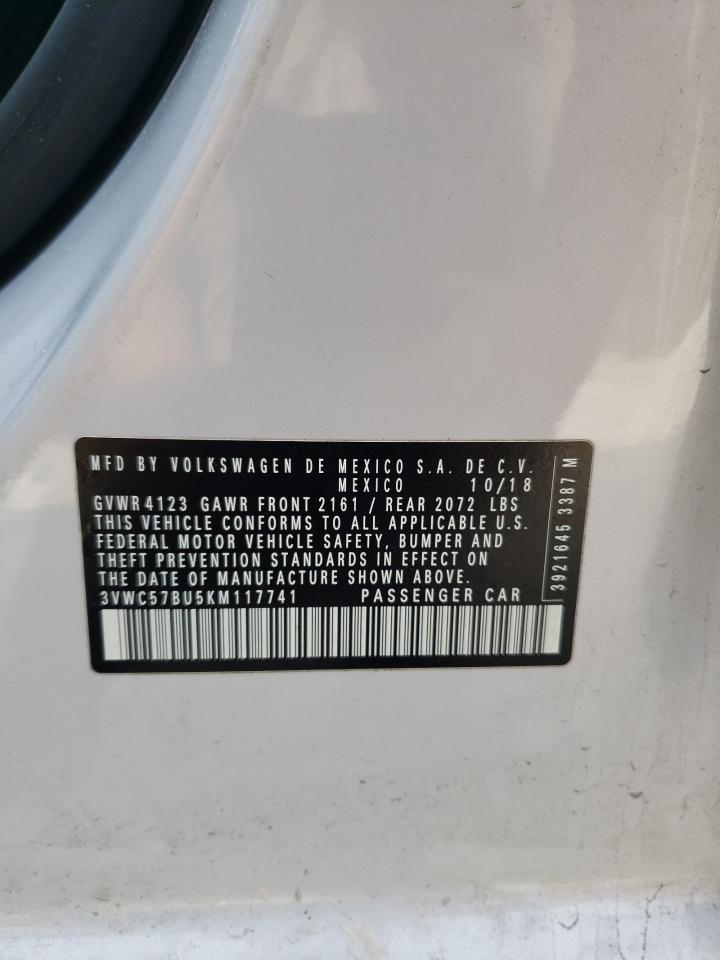 MFD BY VOLKSWAGEN DE MEXICO S.A. DE C.V.
MEXICO 10/18
GVWR 4123 GAWR FRONT 2161 / REAR 2072 LBS
THIS VEHICLE CONFORMS TO ALL APPLICABLE U.S.
FEDERAL MOTOR VEHICLE SAFETY, BUMPER AND
THEFT PREVENTION STANDARDS IN EFFECT ON
THE DATE OF MANUFACTURE SHOWN ABOVE.
3VWC57BU5KM117741 PASSENGER CAR
3921645 3387 M